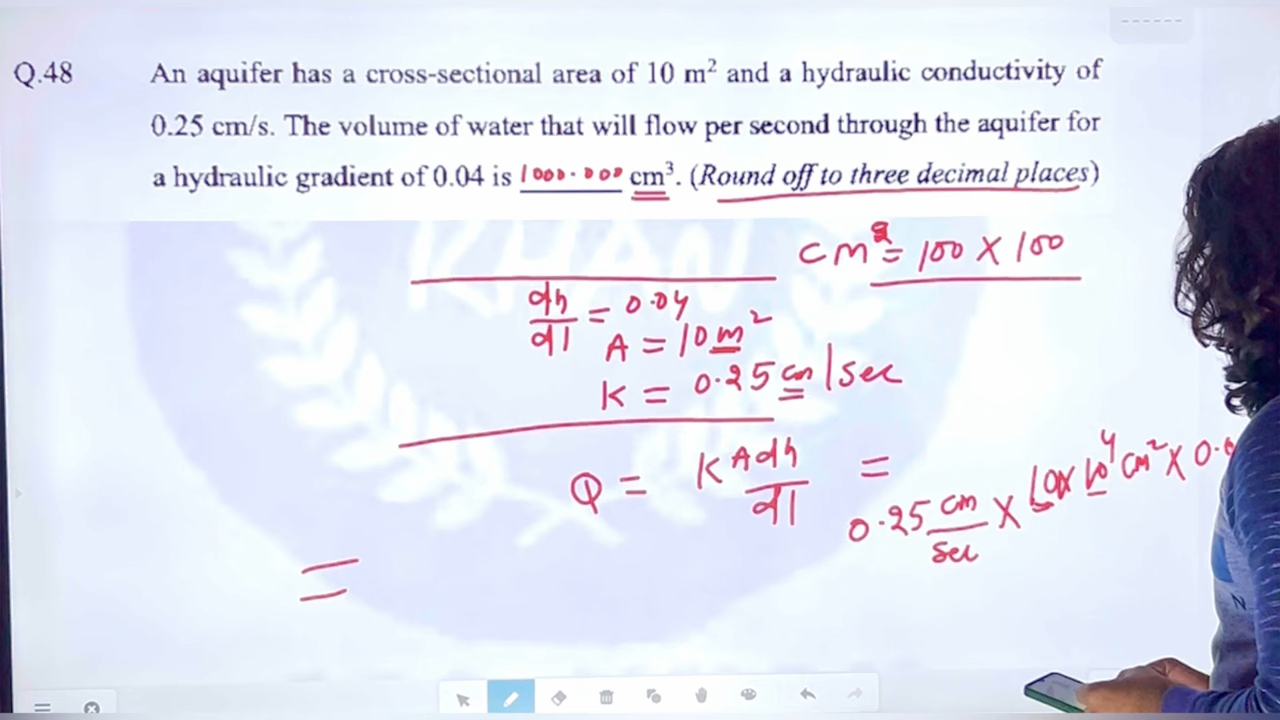 Q.48 An aquifer has a cross-sectional area of 10 m² and a hydraulic conductivity of
0.25 cm/s. The volume of water that will flow per second through the aquifer for
a hydraulic gradient of 0.04 is 1000.000 cm³. (Round off to three decimal places)
KHAN
cm² = 100 X 100
dh/dl = 0.04
A = 10 m²
K = 0.25 cm/sec
Q = K A dh/dl =
0.25 cm/sec X 10 x 10⁴ cm² x 0.0
=
N